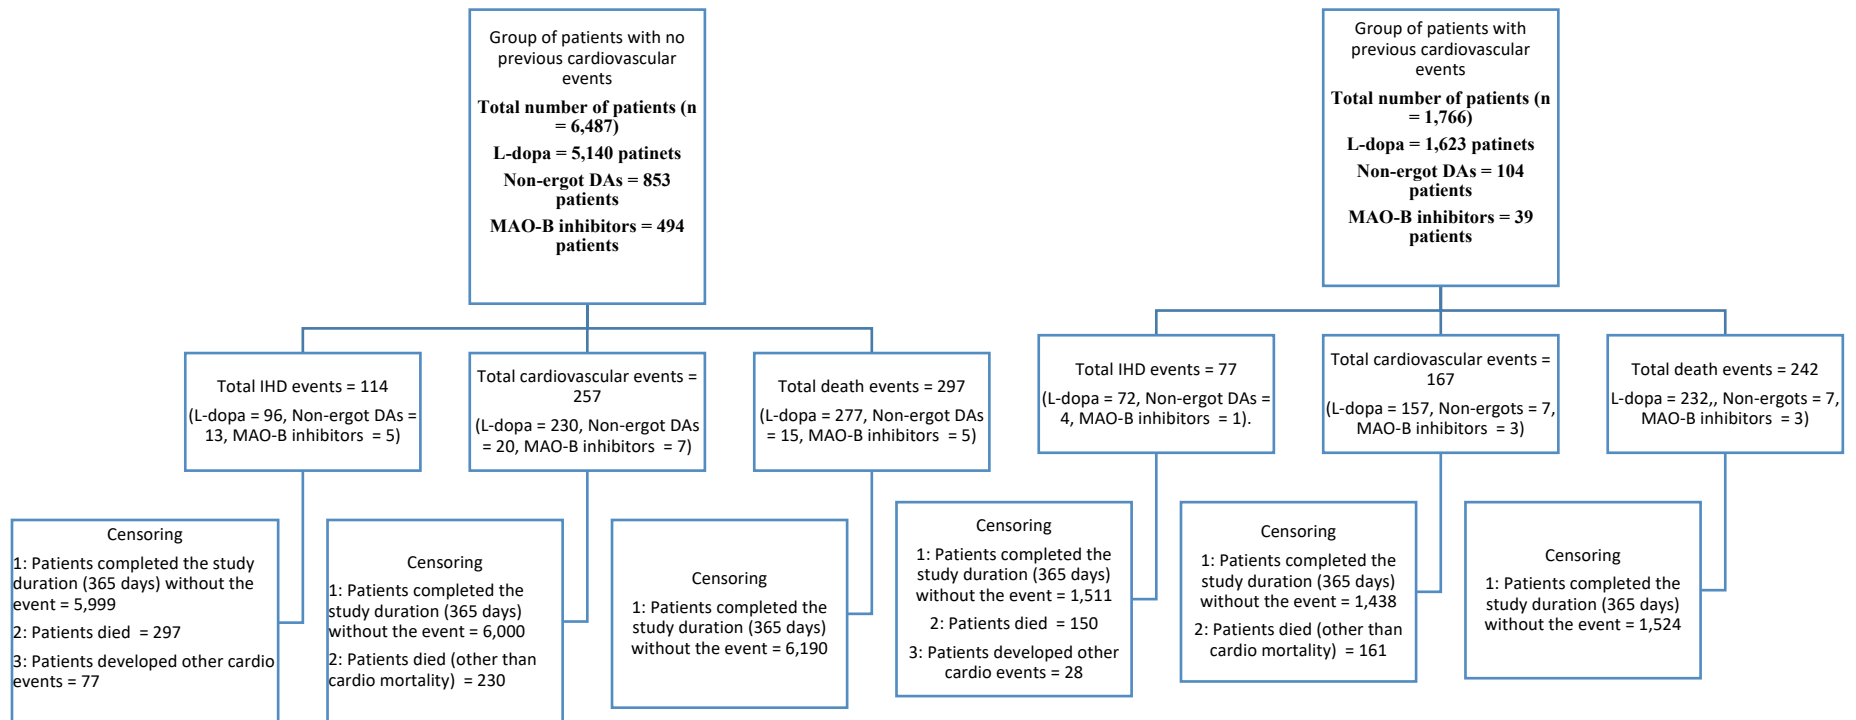 Group of patients with no
previous cardiovascular
events
Total number of patients (n
= 6,487)
L-dopa = 5,140 patinets
Non-ergot DAs = 853
patients
MAO-B inhibitors = 494
patients
Group of patients with
previous cardiovascular
events
Total number of patients (n
= 1,766)
L-dopa = 1,623 patinets
Non-ergot DAs = 104
patients
MAO-B inhibitors = 39
patients
Total IHD events = 114
(L-dopa = 96, Non-ergot DAs =
13, MAO-B inhibitors = 5)
Total cardiovascular events =
257
(L-dopa = 230, Non-ergot DAs
= 20, MAO-B inhibitors = 7)
Total death events = 297
(L-dopa = 277, Non-ergot DAs
= 15, MAO-B inhibitors = 5)
Total IHD events = 77
(L-dopa = 72, Non-ergot DAs =
4, MAO-B inhibitors = 1).
Total cardiovascular events =
167
(L-dopa = 157, Non-ergots = 7,
MAO-B inhibitors = 3)
Total death events = 242
L-dopa = 232,, Non-ergots = 7,
MAO-B inhibitors = 3)
Censoring
1: Patients completed the study
duration (365 days) without the
event = 5,999
2: Patients died = 297
3: Patients developed other cardio
events = 77
Censoring
1: Patients completed the
study duration (365 days)
without the event = 6,000
2: Patients died (other than
cardio mortality) = 230
Censoring
1: Patients completed the
study duration (365 days)
without the event = 6,190
Censoring
1: Patients completed the
study duration (365 days)
without the event = 1,511
2: Patients died = 150
3: Patients developed other
cardio events = 28
Censoring
1: Patients completed the
study duration (365 days)
without the event = 1,438
2: Patients died (other than
cardio mortality) = 161
Censoring
1: Patients completed the
study duration (365 days)
without the event = 1,524